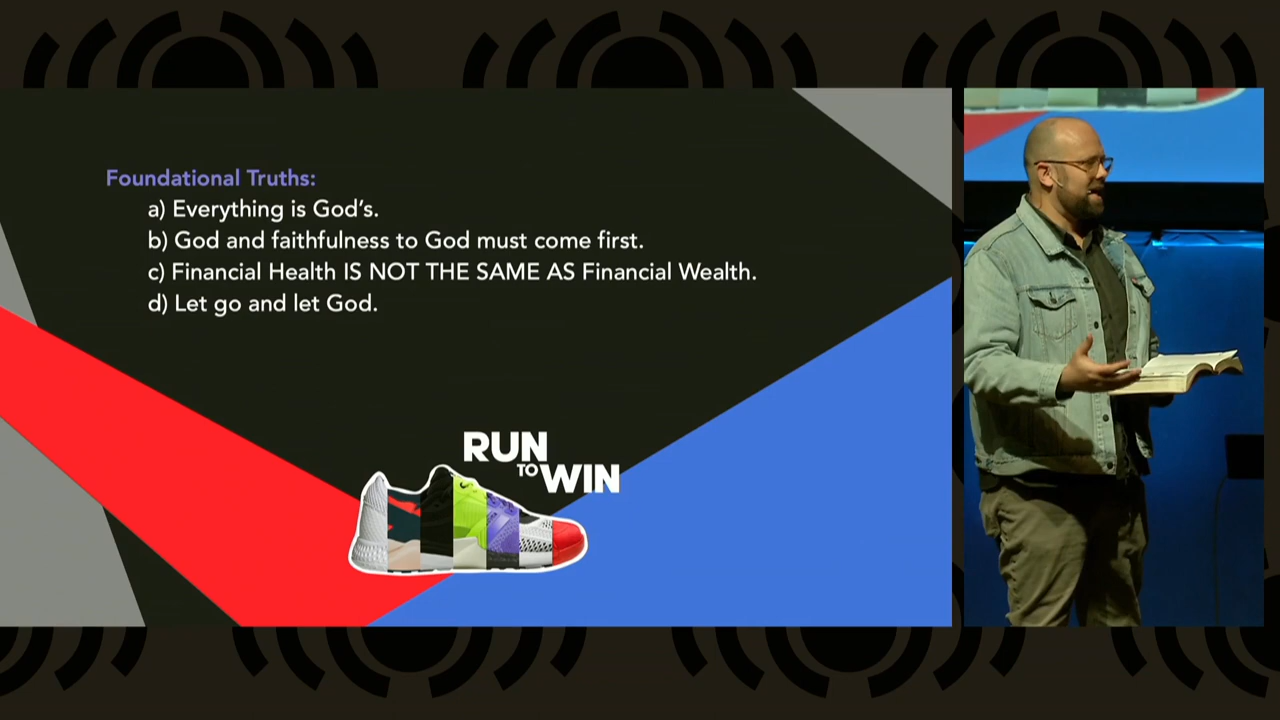 Foundational Truths:
a) Everything is God's.
b) God and faithfulness to God must come first.
c) Financial Health IS NOT THE SAME AS Financial Wealth.
d) Let go and let God.
RUN
TO WIN